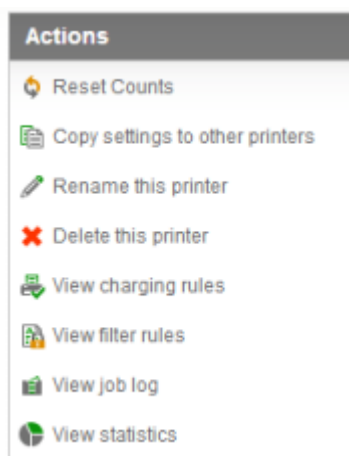 Actions
Reset Counts
Copy settings to other printers
Rename this printer
Delete this printer
View charging rules
View filter rules
View job log
View statistics